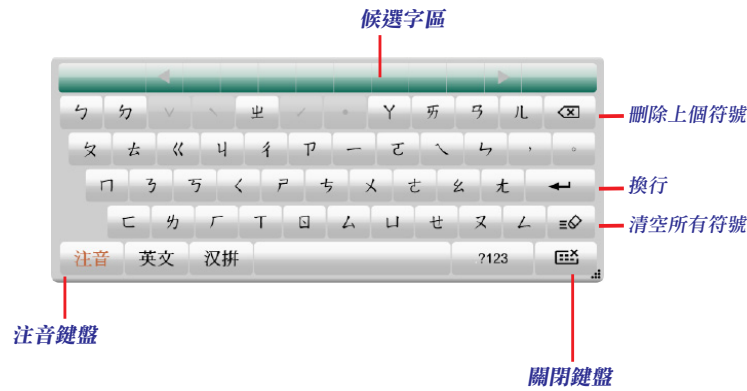 候選字區
ㄅ ㄉ ˇ ˋ ㄓ ˊ ˙ ㄚ ㄞ ㄢ ㄦ
刪除上個符號
ㄆ ㄊ ㄍ ㄐ ㄔ ㄗ ㄧ ㄛ ㄟ ㄣ , 。
ㄇ ㄋ ㄎ ㄑ ㄕ ㄘ ㄨ ㄜ ㄠ ㄤ
換行
ㄈ ㄌ ㄏ ㄒ ㄖ ㄙ ㄩ ㄝ ㄡ ㄥ
清空所有符號
注音 英文 汉拼 ?123
注音鍵盤
關閉鍵盤